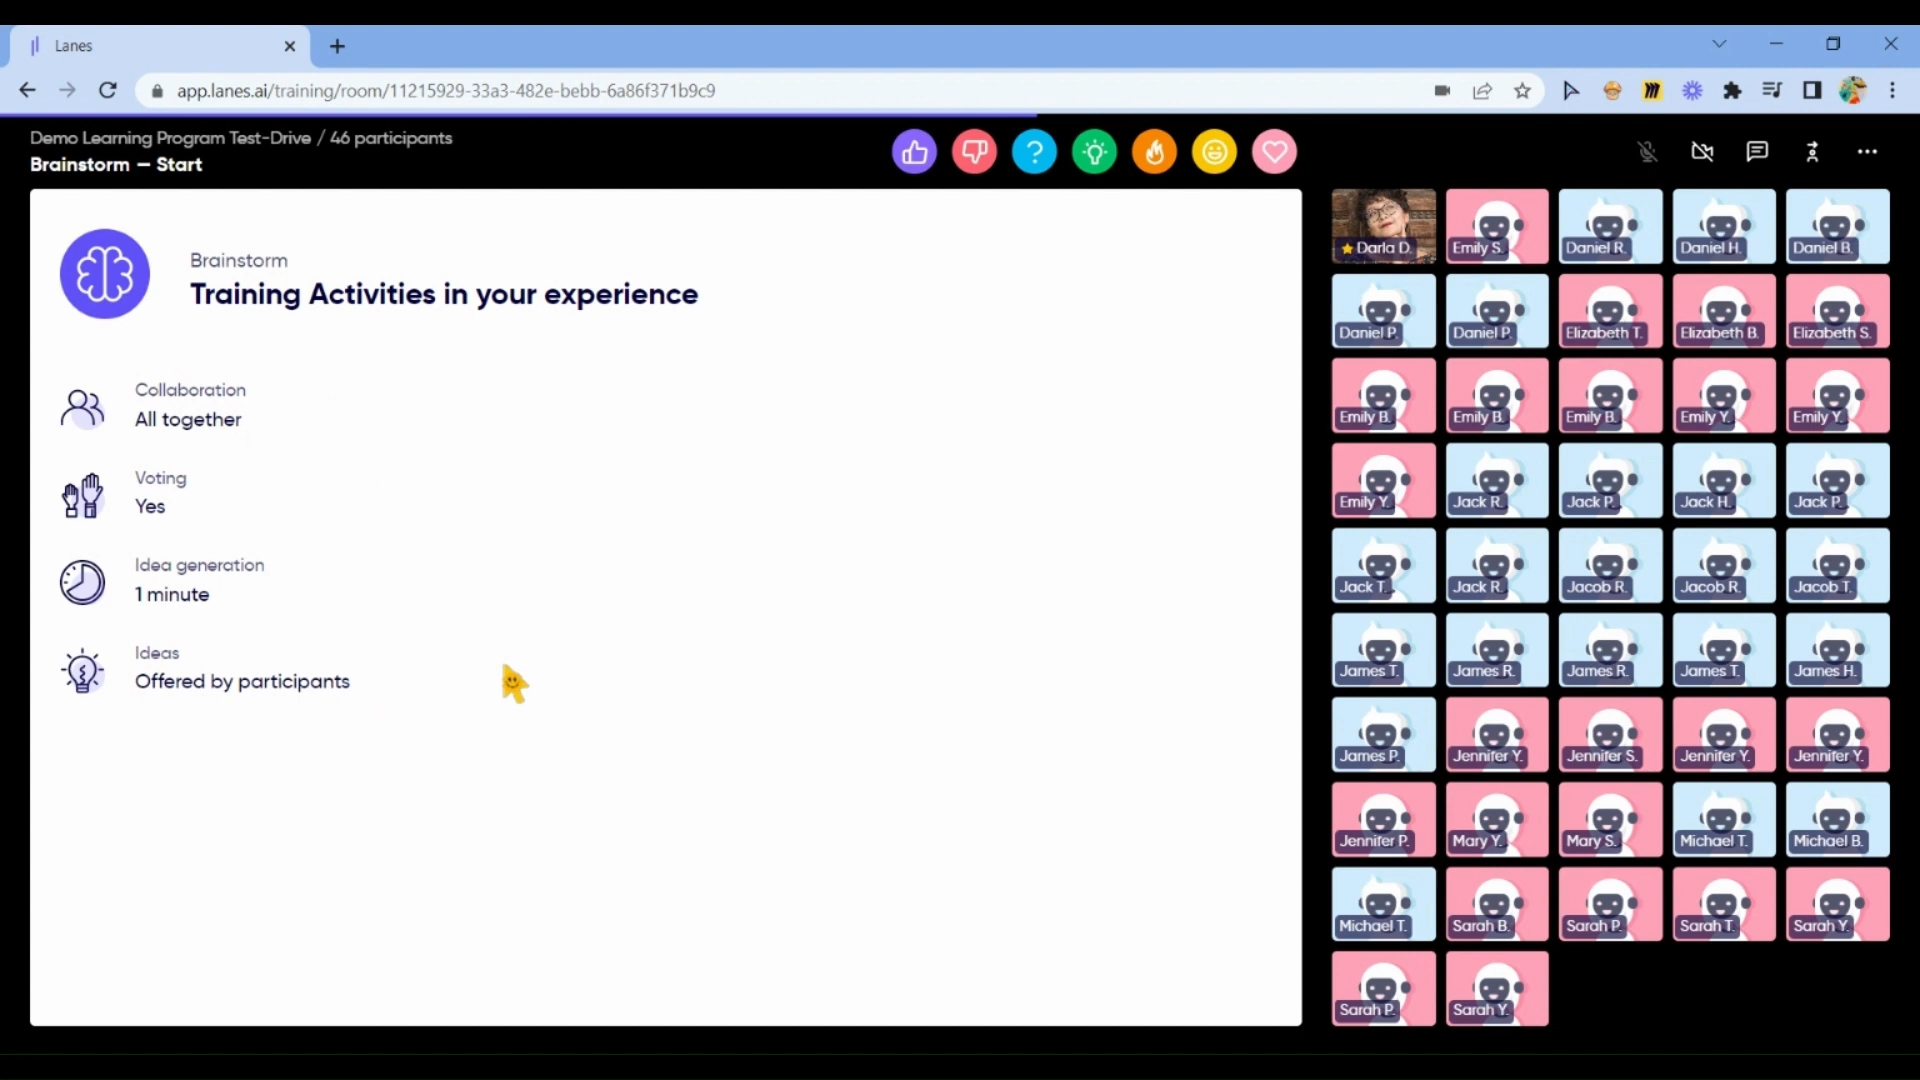 Lanes
app.lanes.ai/training/room/11215929-33a3-482e-bebb-6a86f371b9c9
Demo Learning Program Test-Drive / 46 participants
Brainstorm — Start
Brainstorm
Training Activities in your experience
Collaboration
All together
Voting
Yes
Idea generation
1 minute
Ideas
Offered by participants
Darla D. Emily S. Daniel R. Daniel H. Daniel B.
Daniel P. Daniel P. Elizabeth T. Elizabeth B. Elizabeth S.
Emily B. Emily B. Emily B. Emily Y. Emily Y.
Emily Y. Jack R. Jack P. Jack H. Jack P.
Jack T. Jack R. Jacob R. Jacob R. Jacob T.
James T. James R. James R. James T. James H.
James P. Jennifer Y. Jennifer S. Jennifer Y. Jennifer Y.
Jennifer P. Mary Y. Mary S. Michael T. Michael B.
Michael T. Sarah B. Sarah P. Sarah T. Sarah Y.
Sarah P. Sarah Y.